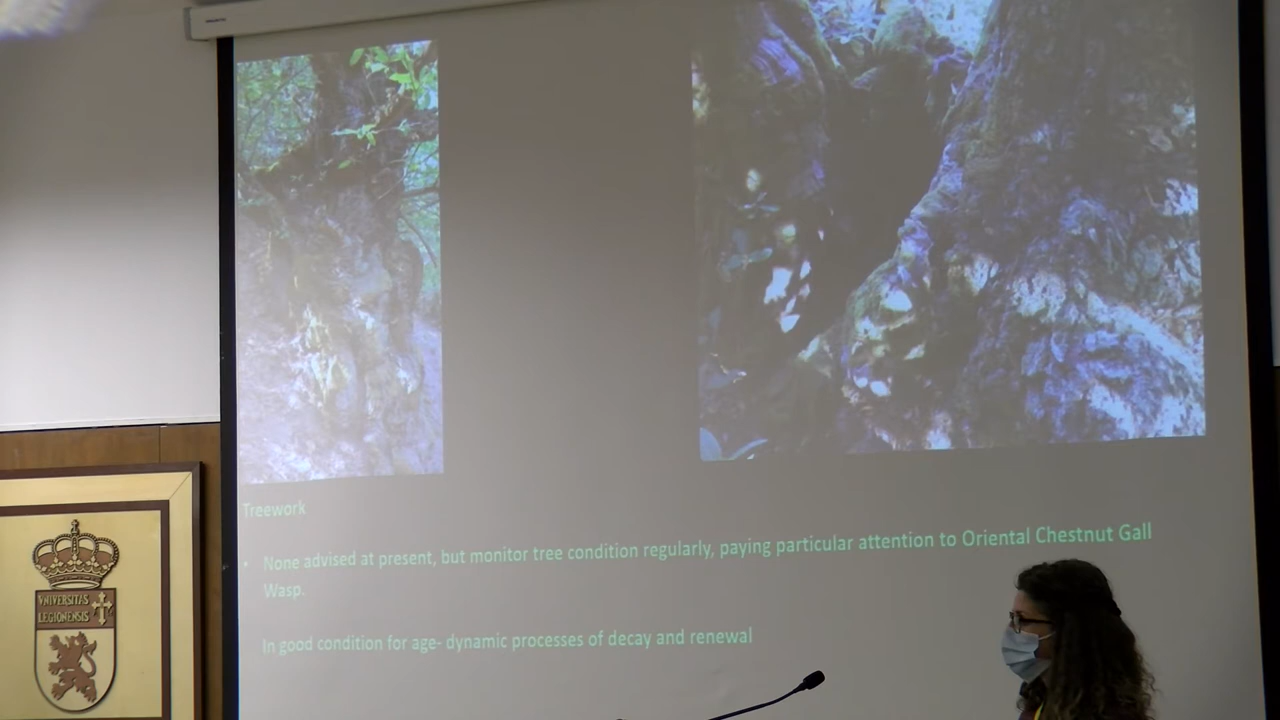 Treework
• None advised at present, but monitor tree condition regularly, paying particular attention to Oriental Chestnut Gall
Wasp.
In good condition for age- dynamic processes of decay and renewal
VNIVERSITAS
LEGIONENSIS